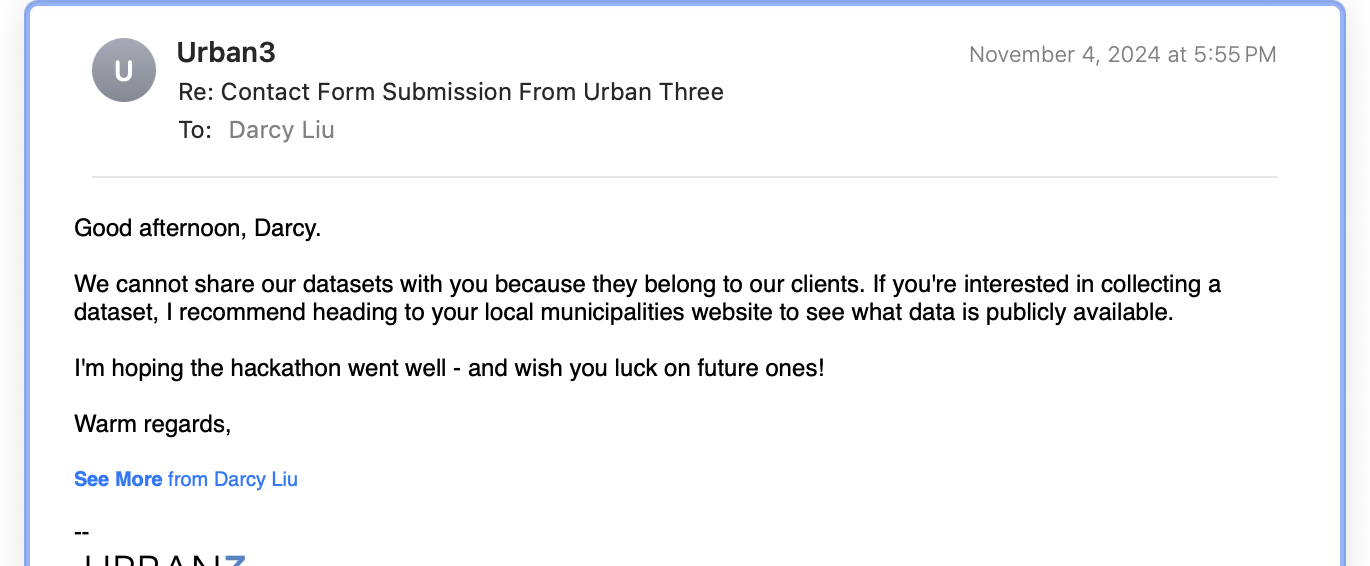 U
Urban3
November 4, 2024 at 5:55 PM
Re: Contact Form Submission From Urban Three
To: Darcy Liu
Good afternoon, Darcy.
We cannot share our datasets with you because they belong to our clients. If you're interested in collecting a
dataset, I recommend heading to your local municipalities website to see what data is publicly available.
I'm hoping the hackathon went well - and wish you luck on future ones!
Warm regards,
See More from Darcy Liu
--
URBAN3